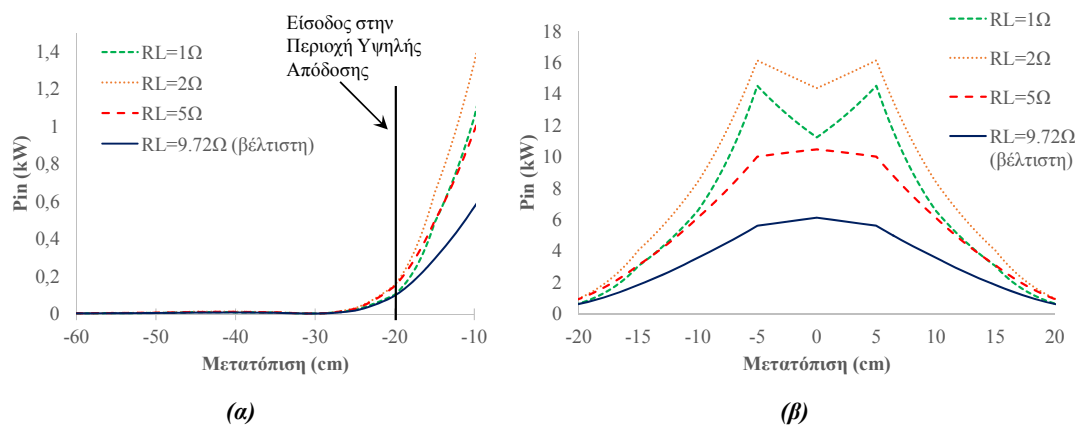 Είσοδος στην
Περιοχή Υψηλής
Απόδοσης
RL=1Ω
RL=2Ω
RL=5Ω
RL=9.72Ω (βέλτιστη)
Pin (kW)
1,4
1,2
1
0,8
0,6
0,4
0,2
0
-60 -50 -40 -30 -20 -10
Μετατόπιση (cm)
(α)
RL=1Ω
RL=2Ω
RL=5Ω
RL=9.72Ω
(βέλτιστη)
Pin (kW)
18
16
14
12
10
8
6
4
2
0
-20 -15 -10 -5 0 5 10 15 20
Μετατόπιση (cm)
(β)